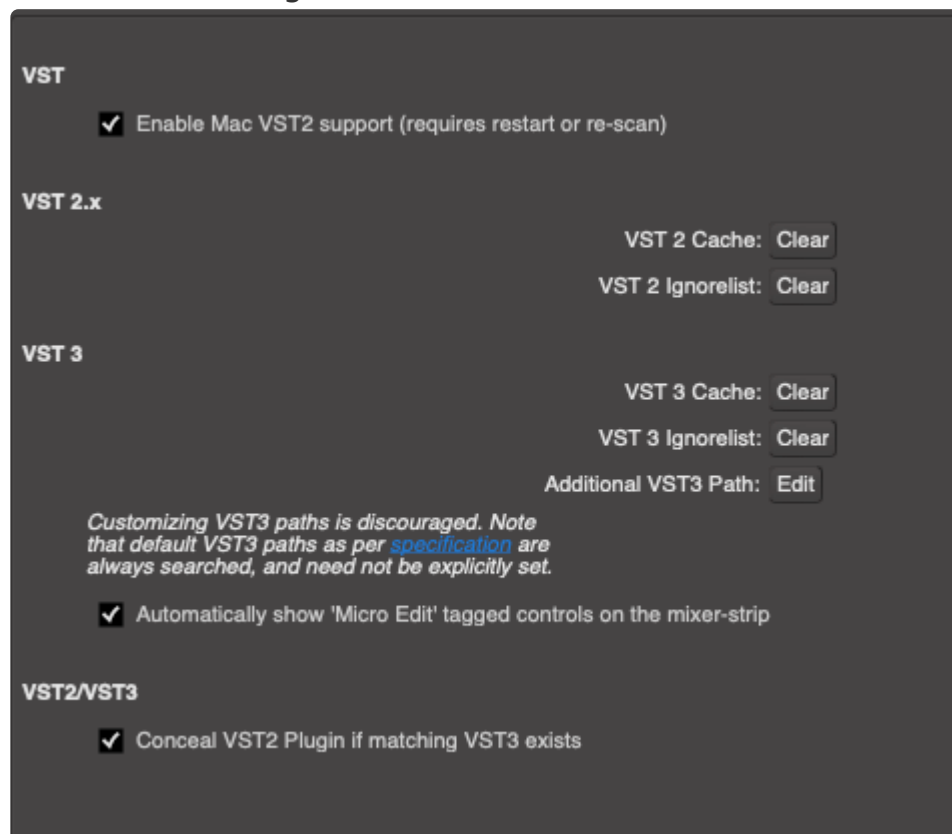 VST
Enable Mac VST2 support (requires restart or re-scan)
VST 2.x
VST 2 Cache: Clear
VST 2 Ignorelist: Clear
VST 3
VST 3 Cache: Clear
VST 3 Ignorelist: Clear
Additional VST3 Path: Edit
Customizing VST3 paths is discouraged. Note
that default VST3 paths as per specification are
always searched, and need not be explicitly set.
Automatically show 'Micro Edit' tagged controls on the mixer-strip
VST2/VST3
Conceal VST2 Plugin if matching VST3 exists